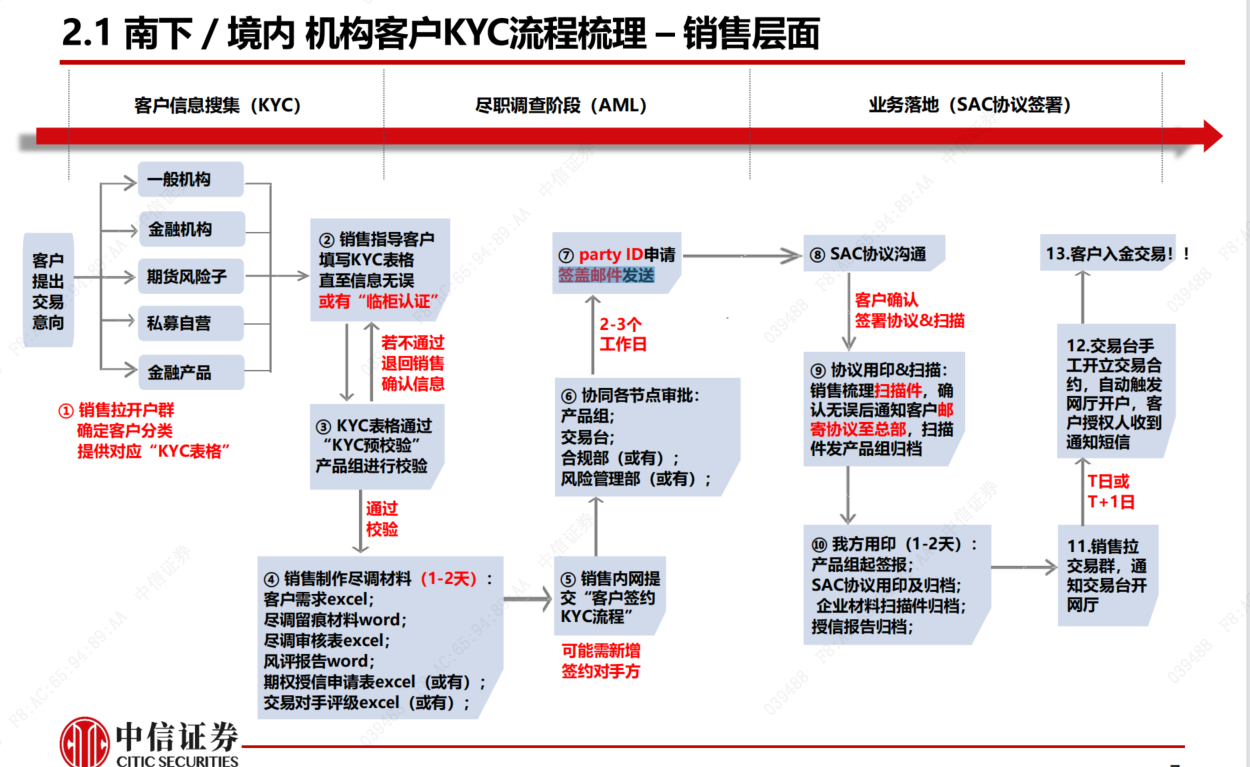 2.1 南下 / 境内 机构客户KYC流程梳理 – 销售层面
客户信息搜集（KYC）
尽职调查阶段（AML）
业务落地（SAC协议签署）
客户
提出
交易
意向
一般机构
金融机构
期货风险子
私募自营
金融产品
① 销售拉开户群
确定客户分类
提供对应“KYC表格”
② 销售指导客户
填写KYC表格
直至信息无误
或有“临柜认证”
若不通过
退回销售
确认信息
③ KYC表格通过
“KYC预校验”
产品组进行校验
通过
校验
④ 销售制作尽调材料（1-2天）：
客户需求excel；
尽调留痕材料word；
尽调审核表excel；
风评报告word；
期权授信申请表excel（或有）；
交易对手评级excel（或有）；
⑤ 销售内网提
交“客户签约
KYC流程”
可能需新增
签约对手方
⑥ 协同各节点审批：
产品组；
交易台；
合规部（或有）；
风险管理部（或有）；
2-3个
工作日
⑦ party ID申请
签盖邮件发送
⑧ SAC协议沟通
客户确认
签署协议&扫描
⑨ 协议用印&扫描：
销售梳理扫描件，确
认无误后通知客户邮
寄协议至总部，扫描
件发产品组归档
⑩ 我方用印（1-2天）：
产品组起签报；
SAC协议用印及归档；
企业材料扫描件归档；
授信报告归档；
11.销售拉
交易群，通
知交易台开
网厅
T日或
T+1日
12.交易台手
工开立交易合
约，自动触发
网厅开户，客
户授权人收到
通知短信
13.客户入金交易！！
中信证券
CITIC SECURITIES